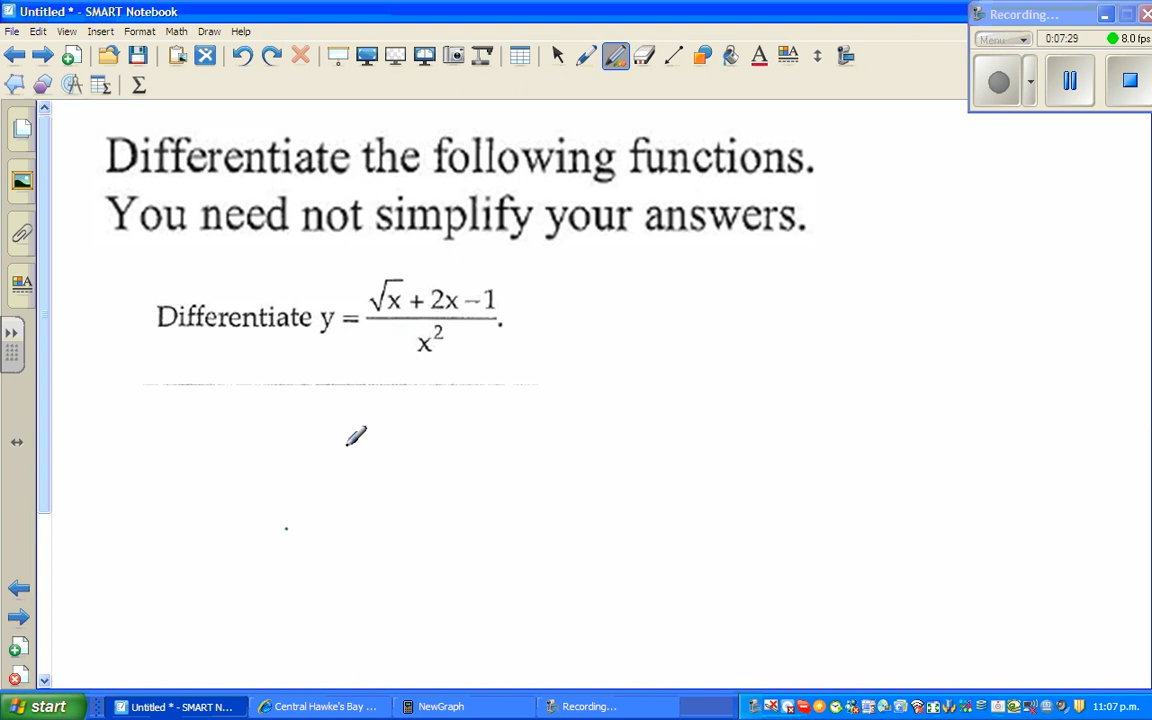 Untitled * - SMART Notebook
Recording...
File Edit View Insert Format Math Draw Help
Menu 0:07:29 8.0 fps
Differentiate the following functions.
You need not simplify your answers.
Differentiate y = (√x + 2x − 1)/x².
start Untitled * - SMART N... Central Hawke's Bay ... NewGraph Recording... 11:07 p.m.